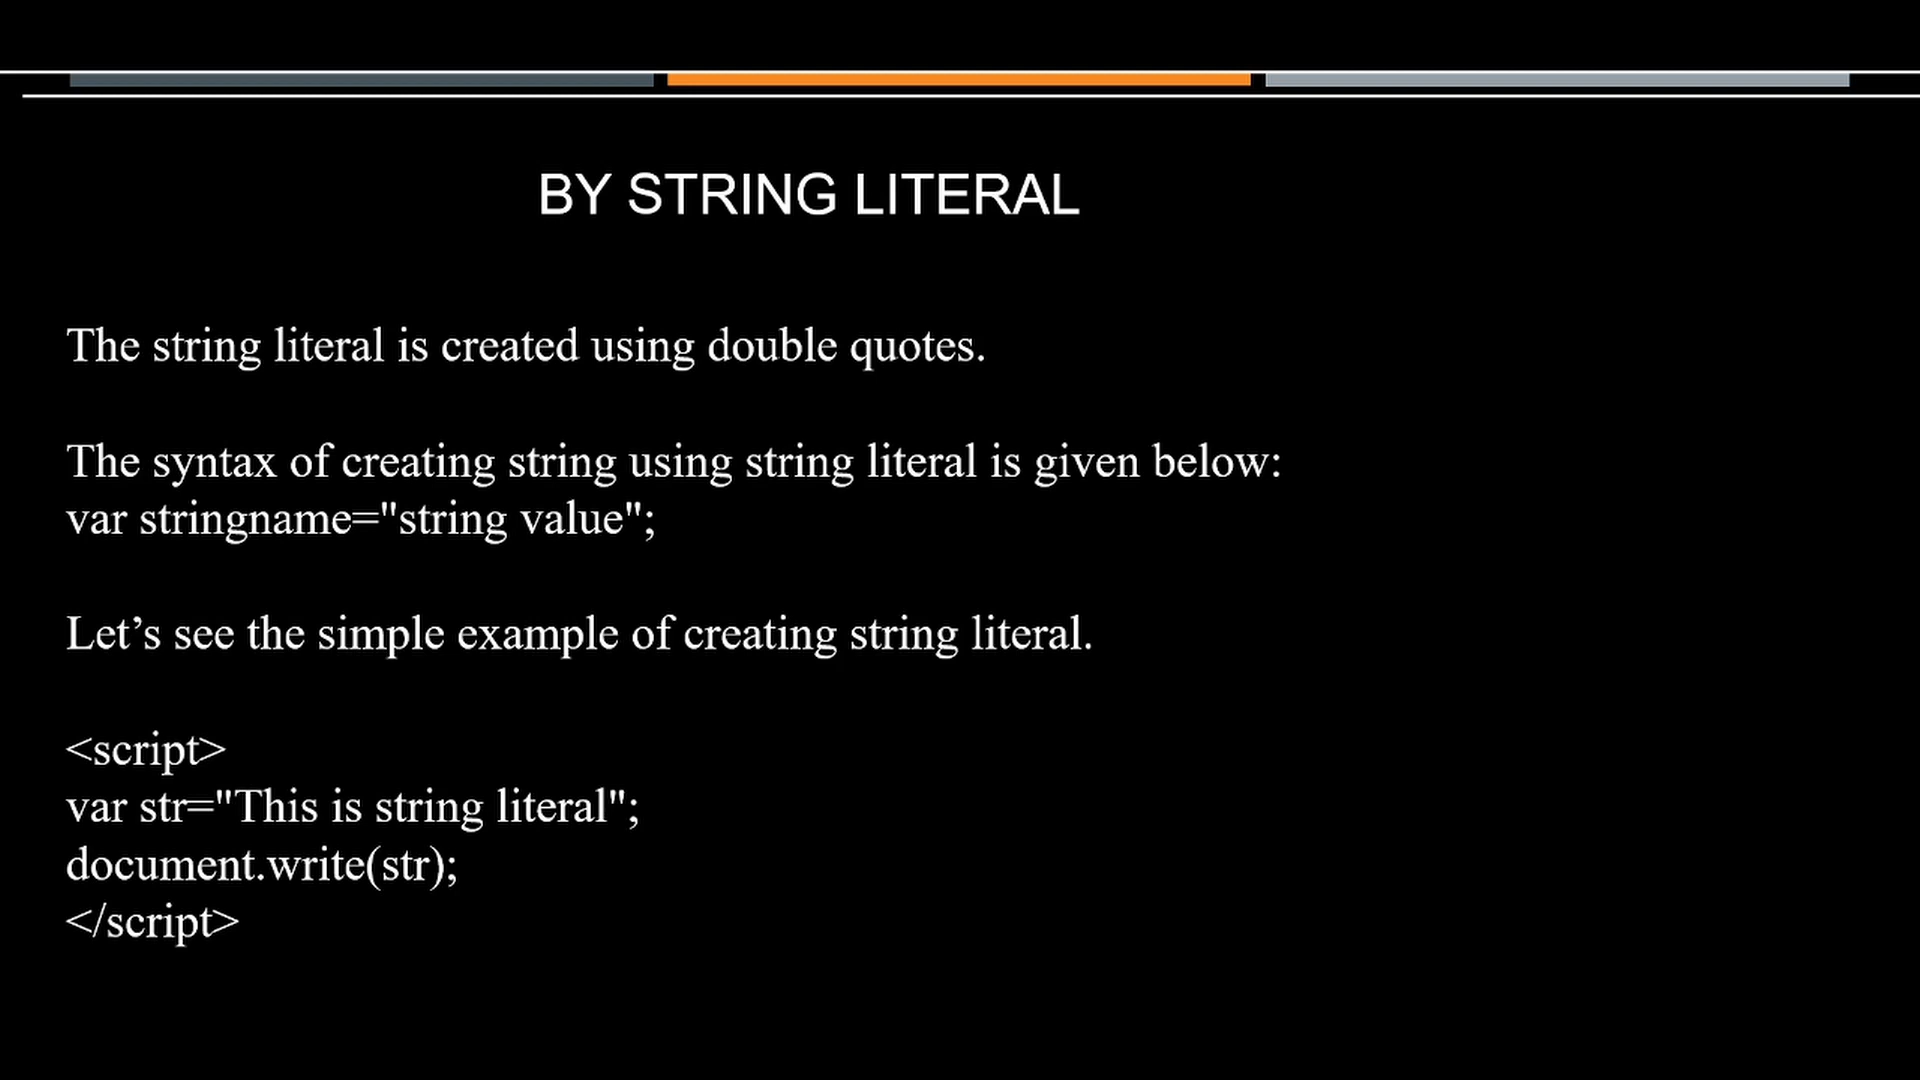 BY STRING LITERAL
The string literal is created using double quotes.
The syntax of creating string using string literal is given below:
var stringname="string value";
Let’s see the simple example of creating string literal.
<script>
var str="This is string literal";
document.write(str);
</script>